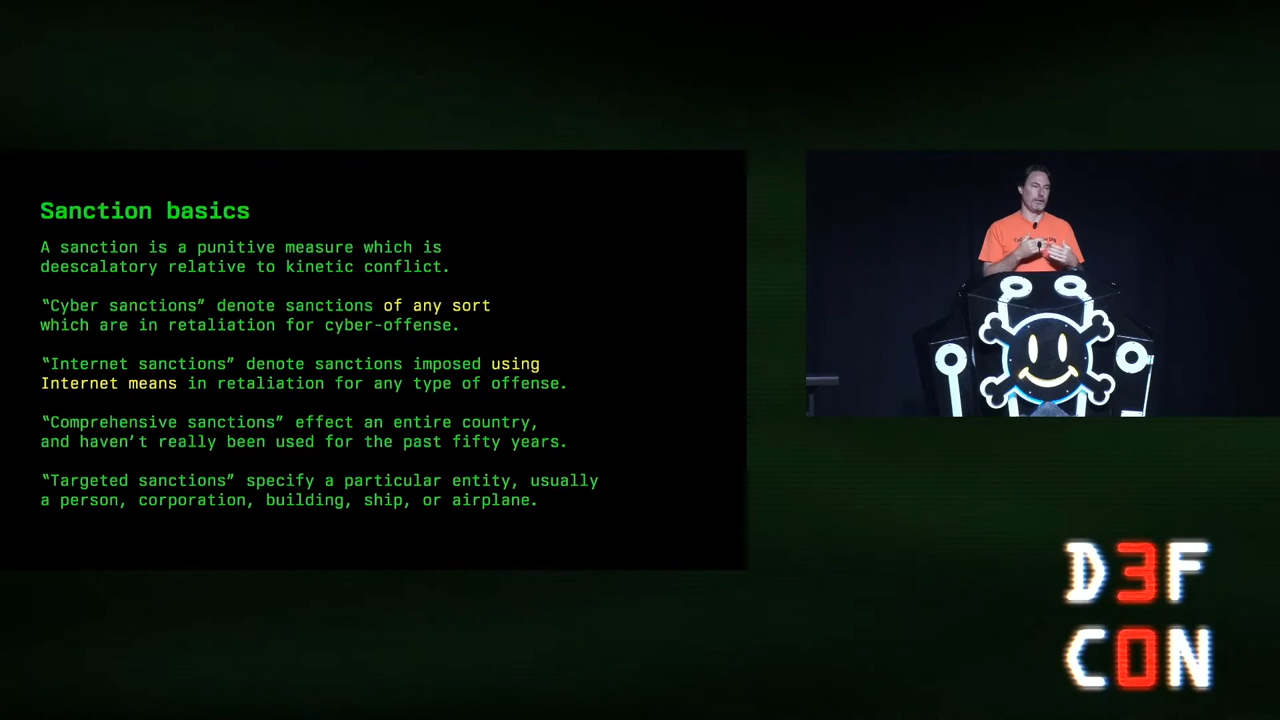 Sanction basics
A sanction is a punitive measure which is
deescalatory relative to kinetic conflict.
“Cyber sanctions” denote sanctions of any sort
which are in retaliation for cyber-offense.
“Internet sanctions” denote sanctions imposed using
Internet means in retaliation for any type of offense.
“Comprehensive sanctions” effect an entire country,
and haven’t really been used for the past fifty years.
“Targeted sanctions” specify a particular entity, usually
a person, corporation, building, ship, or airplane.
D3F
C0N